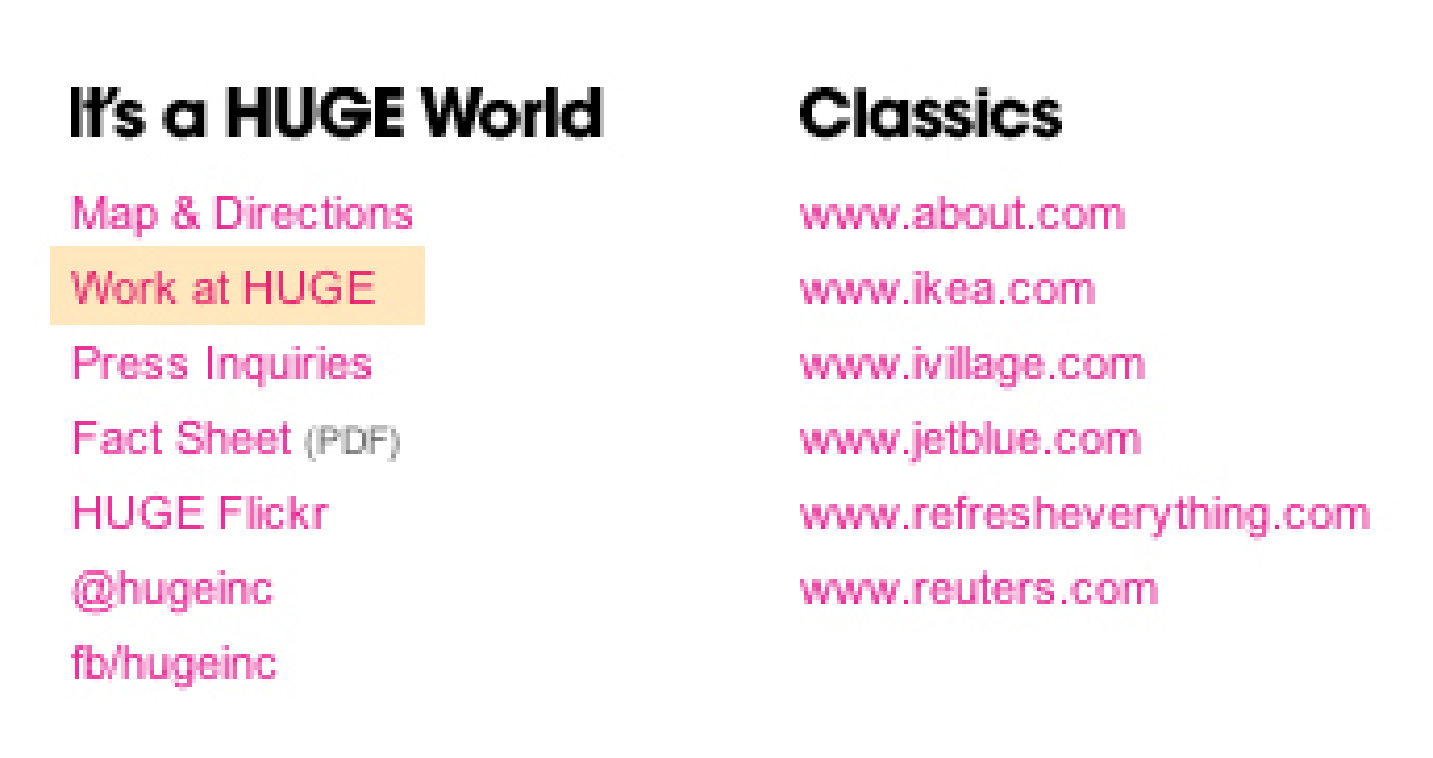 It's a HUGE World
Map & Directions
Work at HUGE
Press Inquiries
Fact Sheet (PDF)
HUGE Flickr
@hugeinc
fb/hugeinc
Classics
www.about.com
www.ikea.com
www.ivillage.com
www.jetblue.com
www.refresheverything.com
www.reuters.com